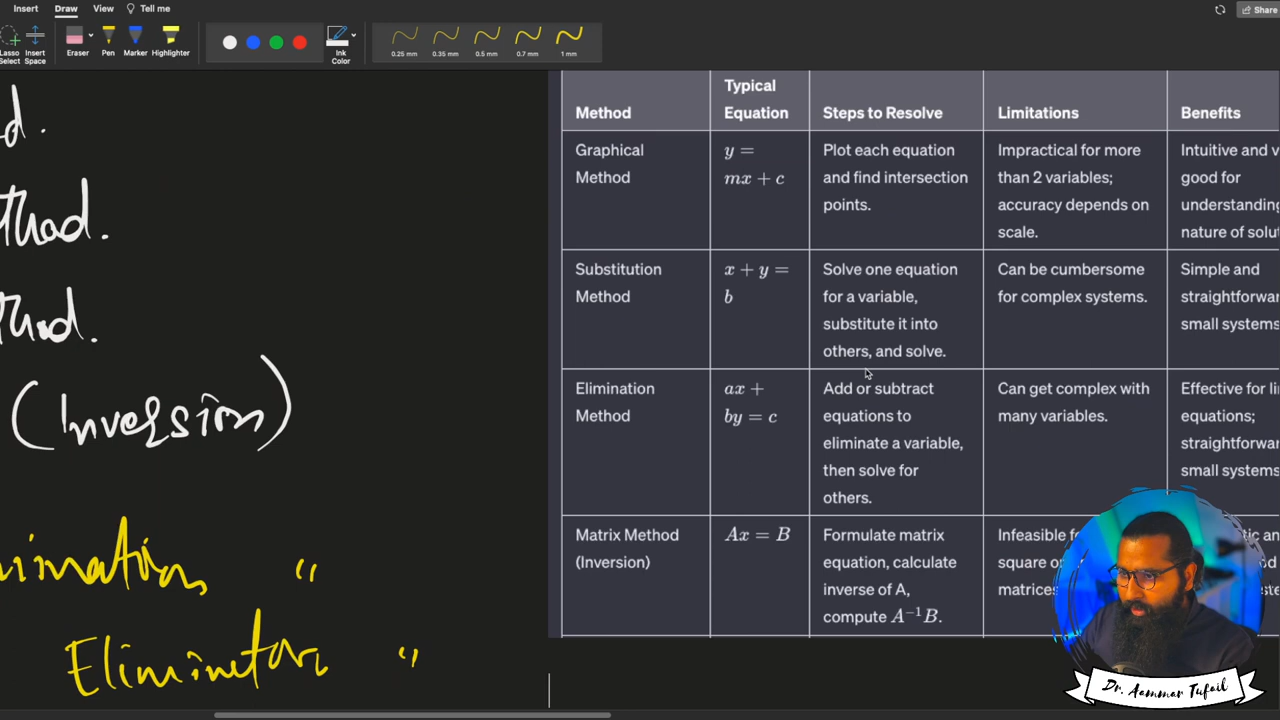 Insert Draw View Tell me
Share
Lasso Select
Insert Space
Eraser
Pen
Marker
Highlighter
Ink Color
0.25 mm 0.35 mm 0.5 mm 0.7 mm 1 mm
(Inversion)
"
"
Method
Typical Equation
Steps to Resolve
Limitations
Benefits
Graphical
Method
y =
mx + c
Plot each equation
and find intersection
points.
Impractical for more
than 2 variables;
accuracy depends on
scale.
Intuitive and v
good for
understanding
nature of solut
Substitution
Method
x + y =
b
Solve one equation
for a variable,
substitute it into
others, and solve.
Can be cumbersome
for complex systems.
Simple and
straightforwar
small systems
Elimination
Method
ax +
by = c
Add or subtract
equations to
eliminate a variable,
then solve for
others.
Can get complex with
many variables.
Effective for li
equations;
straightforwar
small systems
Matrix Method
(Inversion)
Ax = B
Formulate matrix
equation, calculate
inverse of A,
compute A⁻¹B.
Infeasible f
square o
matrices
Dr. Aammar Tufail